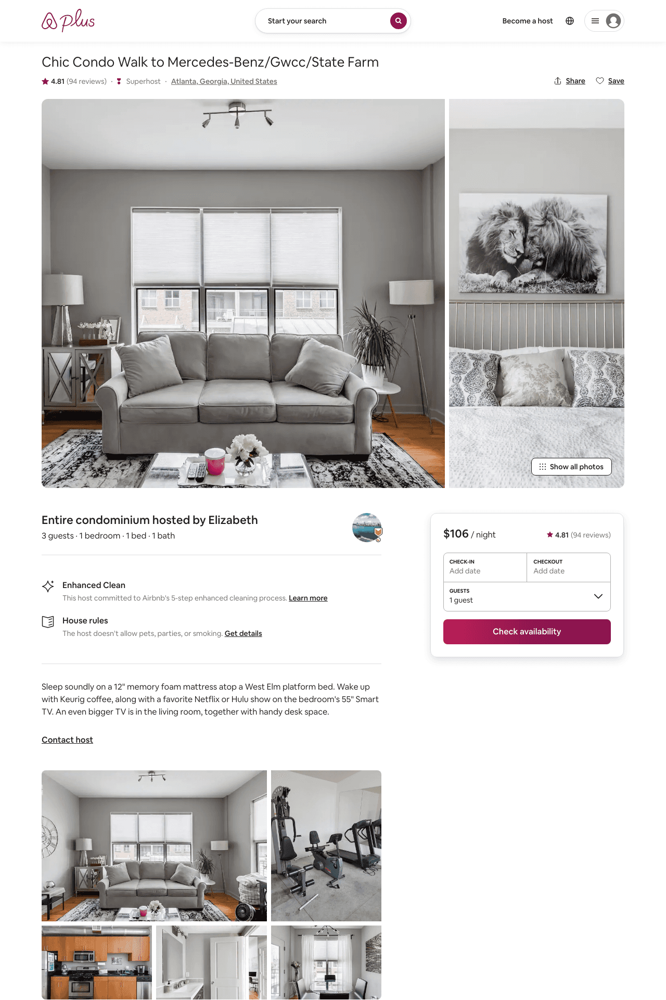 plus
Start your search
Become a host
Chic Condo Walk to Mercedes-Benz/Gwcc/State Farm
4.81 (94 reviews) · Superhost · Atlanta, Georgia, United States
Share
Save
Show all photos
Entire condominium hosted by Elizabeth
3 guests · 1 bedroom · 1 bed · 1 bath
$106 / night
4.81 (94 reviews)
CHECK-IN
Add date
CHECKOUT
Add date
GUESTS
1 guest
Check availability
Enhanced Clean
This host committed to Airbnb's 5-step enhanced cleaning process. Learn more
House rules
The host doesn't allow pets, parties, or smoking. Get details
Sleep soundly on a 12" memory foam mattress atop a West Elm platform bed. Wake up
with Keurig coffee, along with a favorite Netflix or Hulu show on the bedroom's 55" Smart
TV. An even bigger TV is in the living room, together with handy desk space.
Contact host